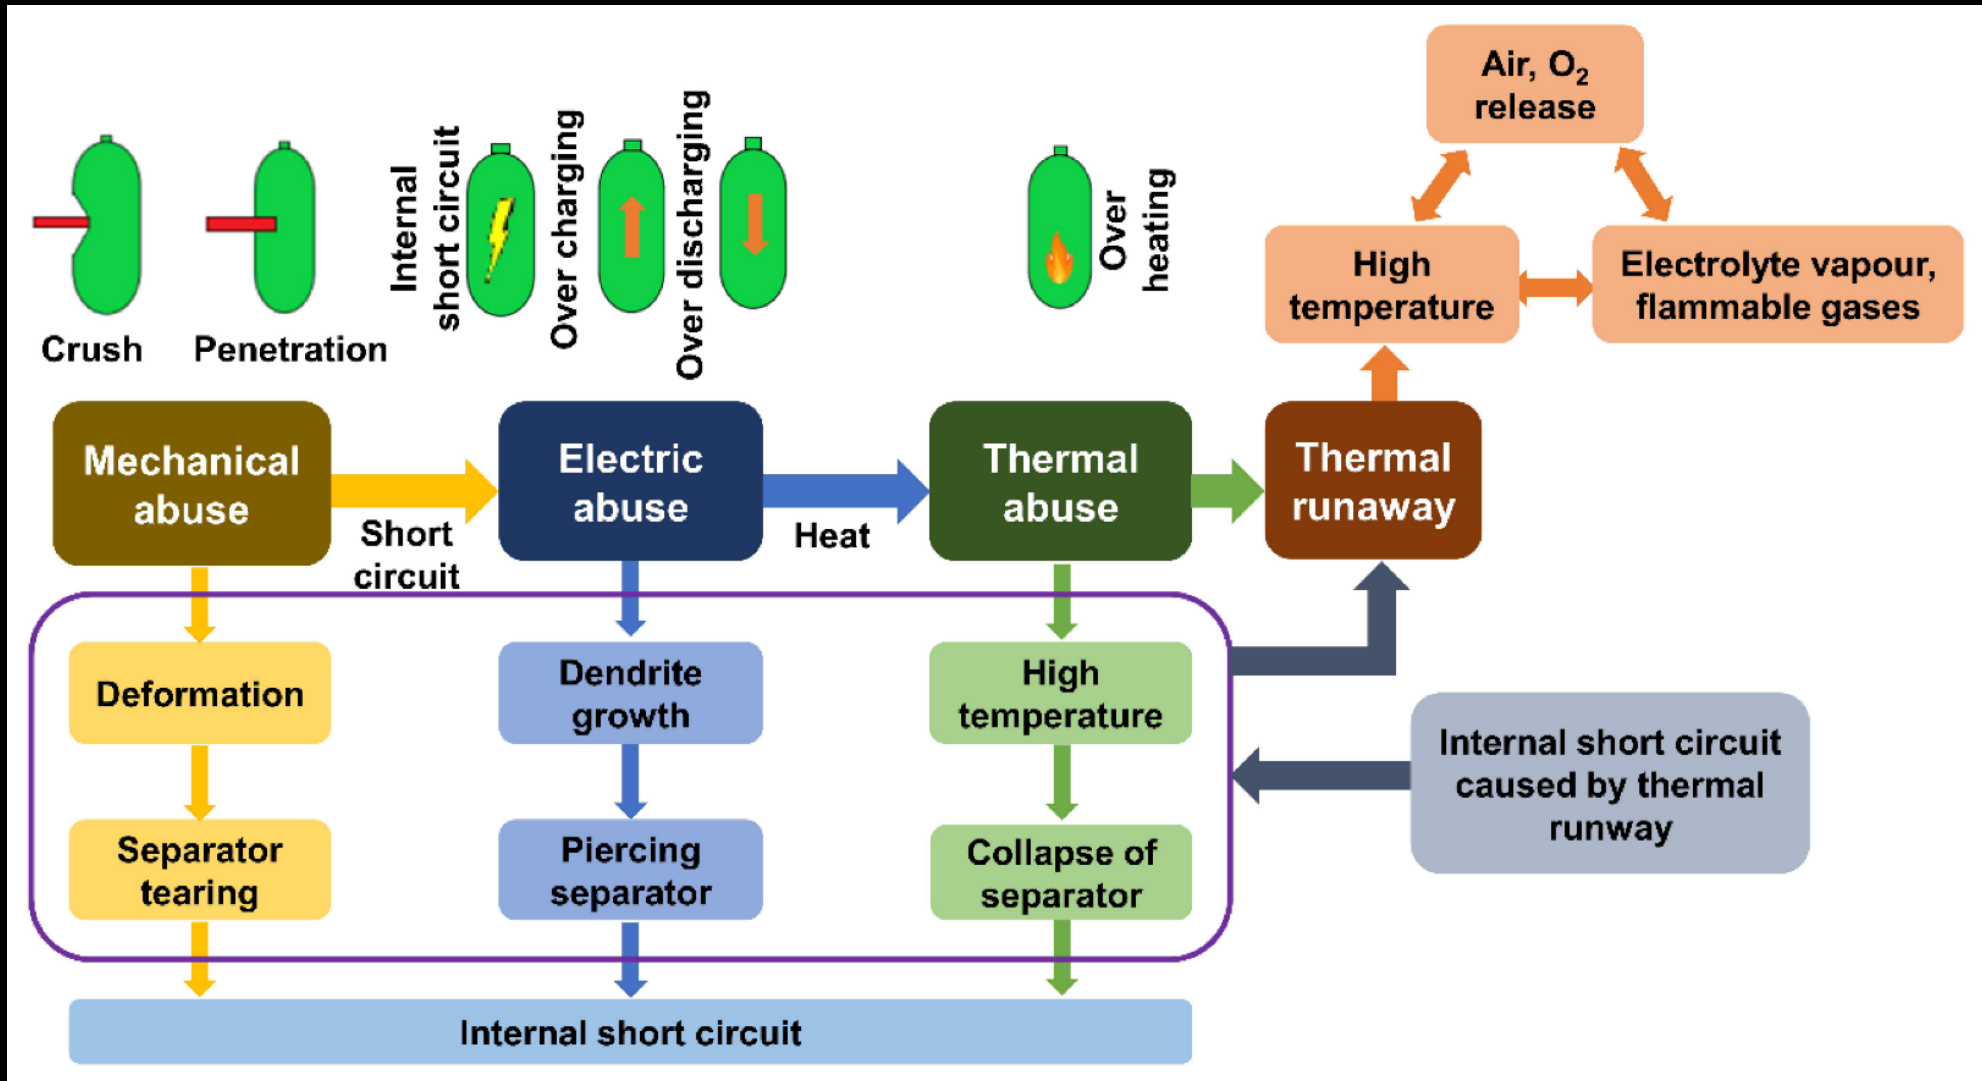 Air, O₂
release
Internal
short circuit
Over charging
Over discharging
Over
heating
High
temperature
Electrolyte vapour,
flammable gases
Crush
Penetration
Mechanical
abuse
Short
circuit
Electric
abuse
Heat
Thermal
abuse
Thermal
runaway
Deformation
Dendrite
growth
High
temperature
Internal short circuit
caused by thermal
runway
Separator
tearing
Piercing
separator
Collapse of
separator
Internal short circuit